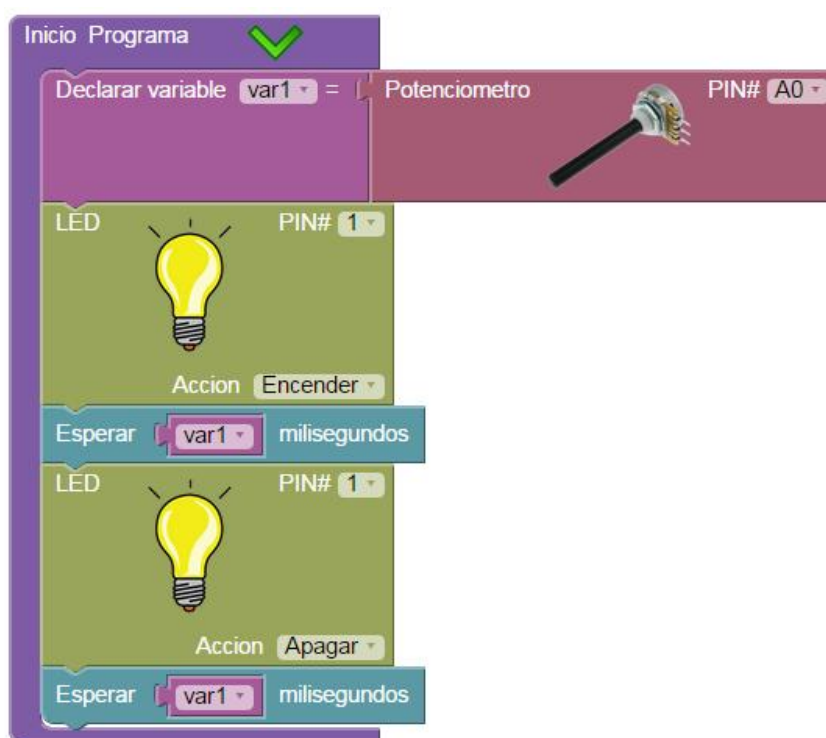 Inicio Programa
Declarar variable var1 = Potenciometro PIN# A0
LED PIN# 1
Accion Encender
Esperar var1 milisegundos
LED PIN# 1
Accion Apagar
Esperar var1 milisegundos